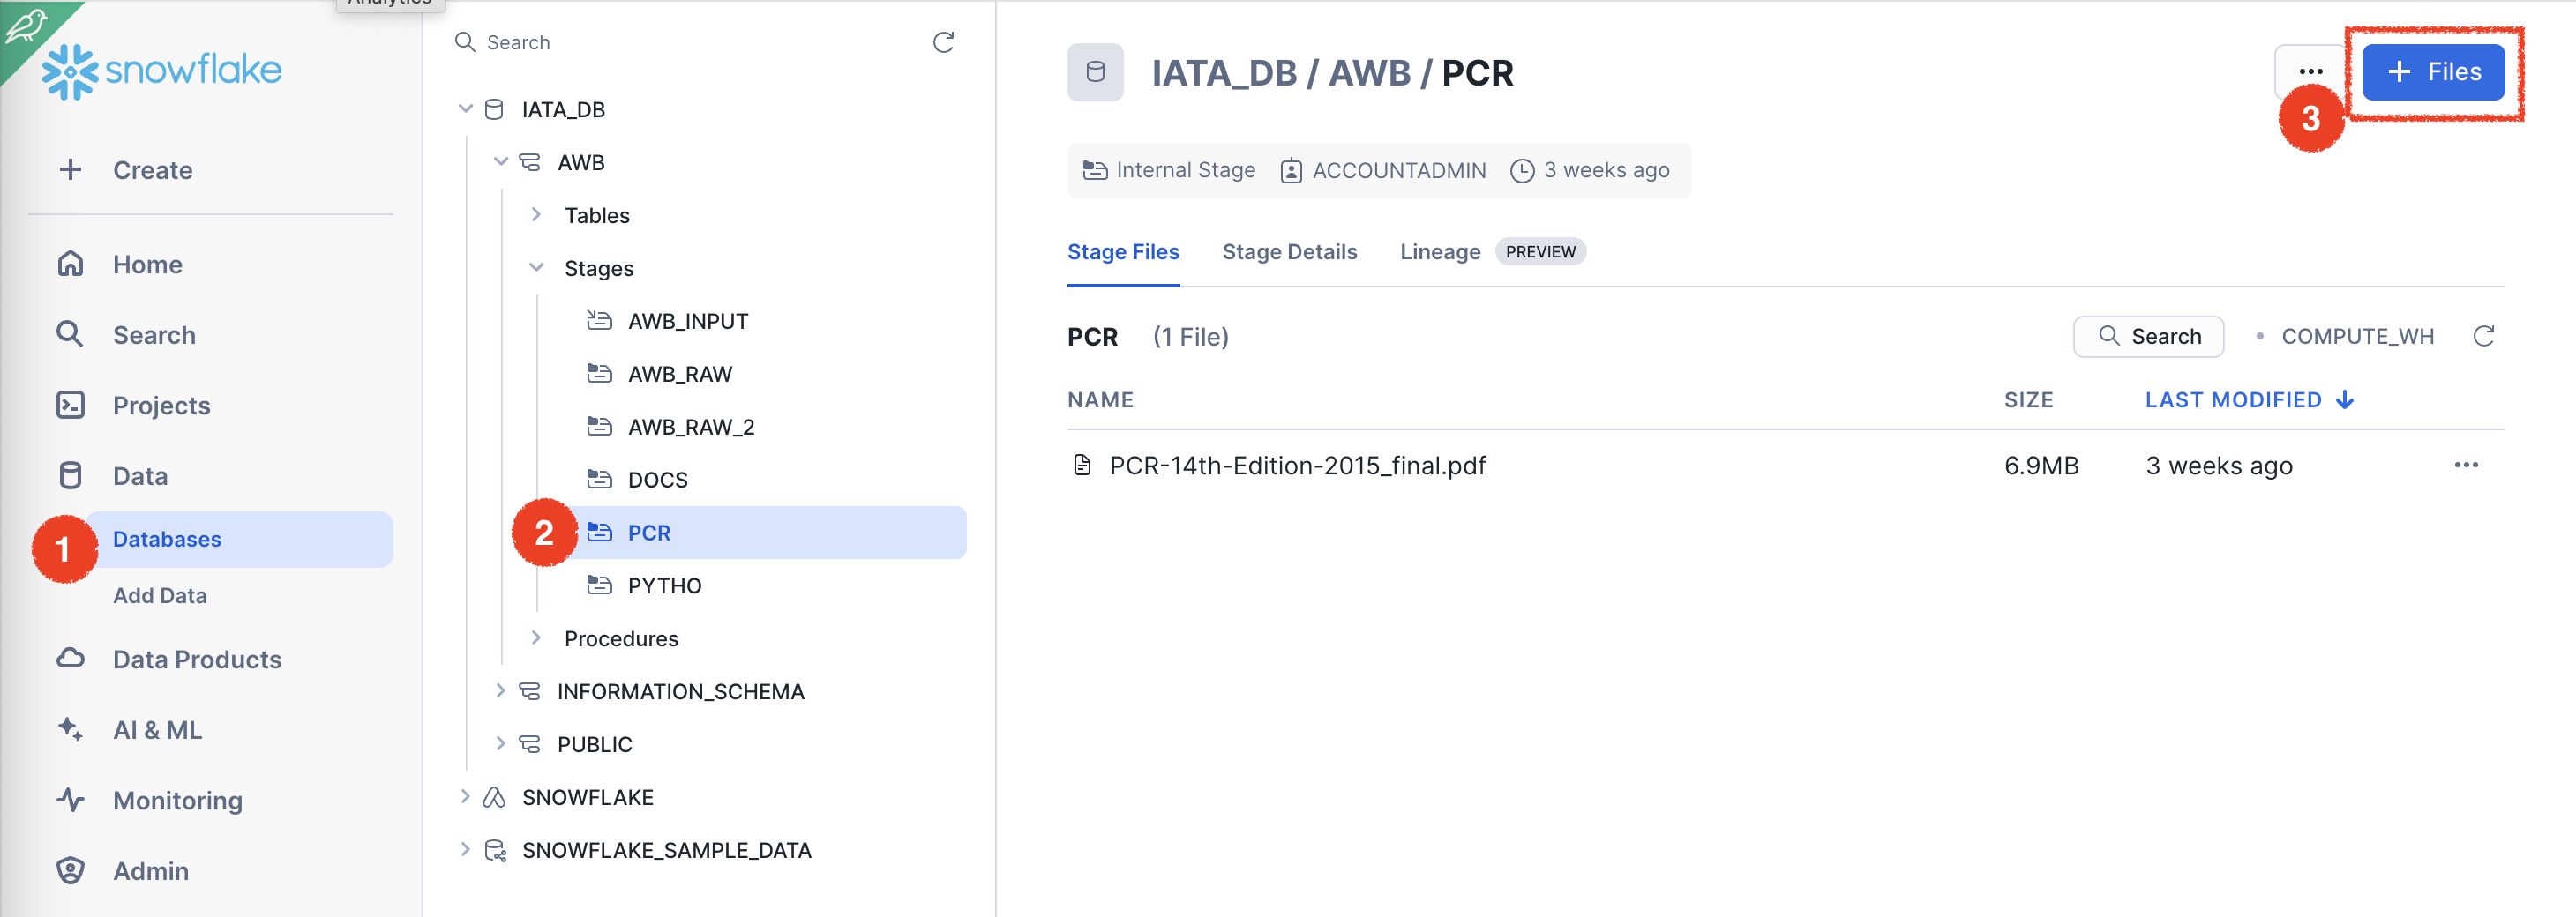 Analytics
snowflake
Create
Home
Search
Projects
Data
1
Databases
Add Data
Data Products
AI & ML
Monitoring
Admin
Search
IATA_DB
AWB
Tables
Stages
AWB_INPUT
AWB_RAW
AWB_RAW_2
DOCS
2
PCR
PYTHO
Procedures
INFORMATION_SCHEMA
PUBLIC
SNOWFLAKE
SNOWFLAKE_SAMPLE_DATA
IATA_DB / AWB / PCR
... + Files
3
Internal Stage ACCOUNTADMIN 3 weeks ago
Stage Files Stage Details Lineage PREVIEW
PCR (1 File) Search • COMPUTE_WH
NAME SIZE LAST MODIFIED
PCR-14th-Edition-2015_final.pdf 6.9MB 3 weeks ago ...